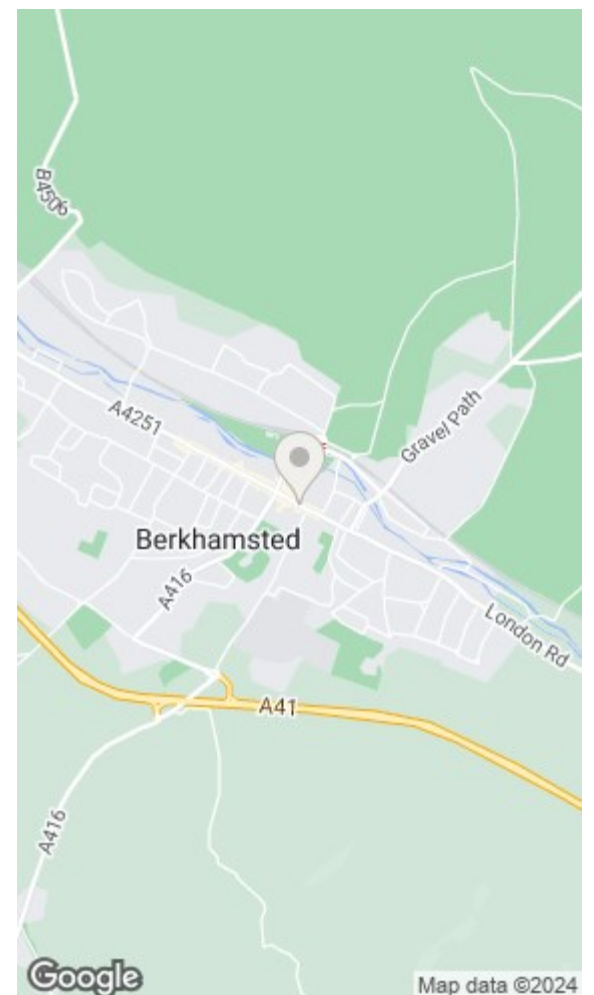 B4506
A4251
Gravel Path
Berkhamsted
A416
London Rd
A41
A416
Google
Map data ©2024